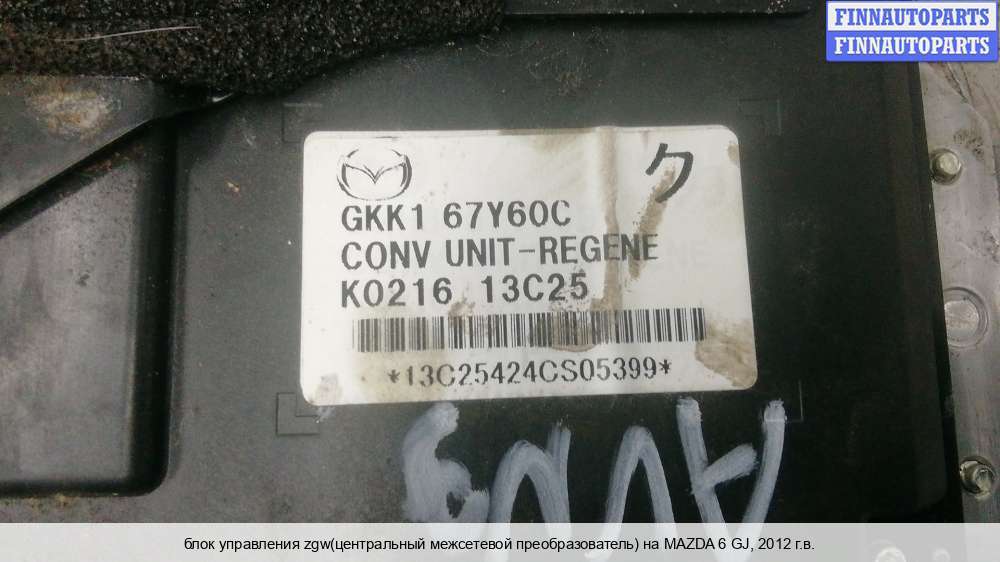 FINNAUTOPARTS
FINNAUTOPARTS
ク
GKK1 67Y60C
CONV UNIT-REGENE
K0216 13C25
*13C25424CS05399*
блок управления zgw(центральный межсетевой преобразователь) на MAZDA 6 GJ, 2012 г.в.